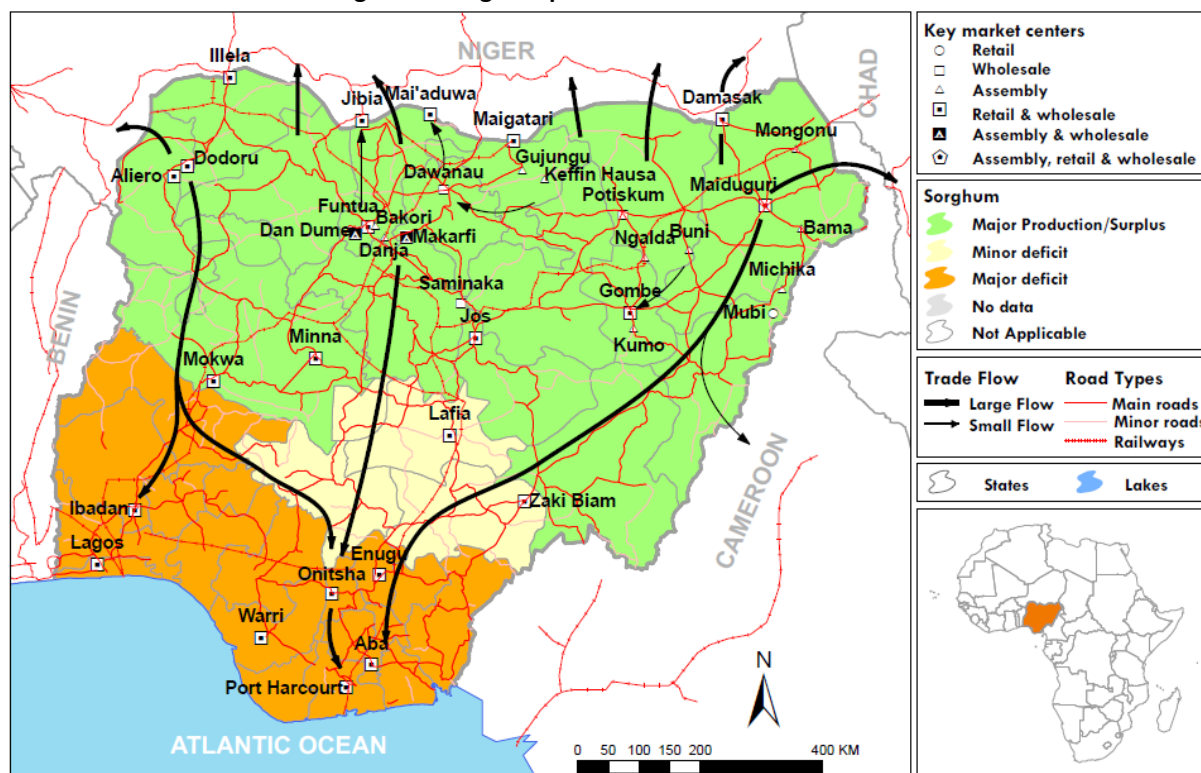 NIGER
CHAD
Illela
Jibia
Mai'aduwa
Maigatari
Damasak
Mongonu
Dodoru
Aliero
Dawanau
Gujungu
Keffin Hausa
Potiskum
Maiduguri
Funtua
Bakori
Dan Dume
Danja
Makarfi
Ngalda
Buni
Bama
Michika
Saminaka
Gombe
Mubi
Jos
Kumo
Minna
Mokwa
BENIN
Lafia
CAMEROON
Zaki Biam
Ibadan
Lagos
Enugu
Onitsha
Warri
Aba
Port Harcourt
N
ATLANTIC OCEAN
0 50 100 150 200 400 KM
Key market centers
Retail
Wholesale
Assembly
Retail & wholesale
Assembly & wholesale
Assembly, retail & wholesale
Sorghum
Major Production/Surplus
Minor deficit
Major deficit
No data
Not Applicable
Trade Flow
Large Flow
Small Flow
Road Types
Main roads
Minor roads
Railways
States
Lakes